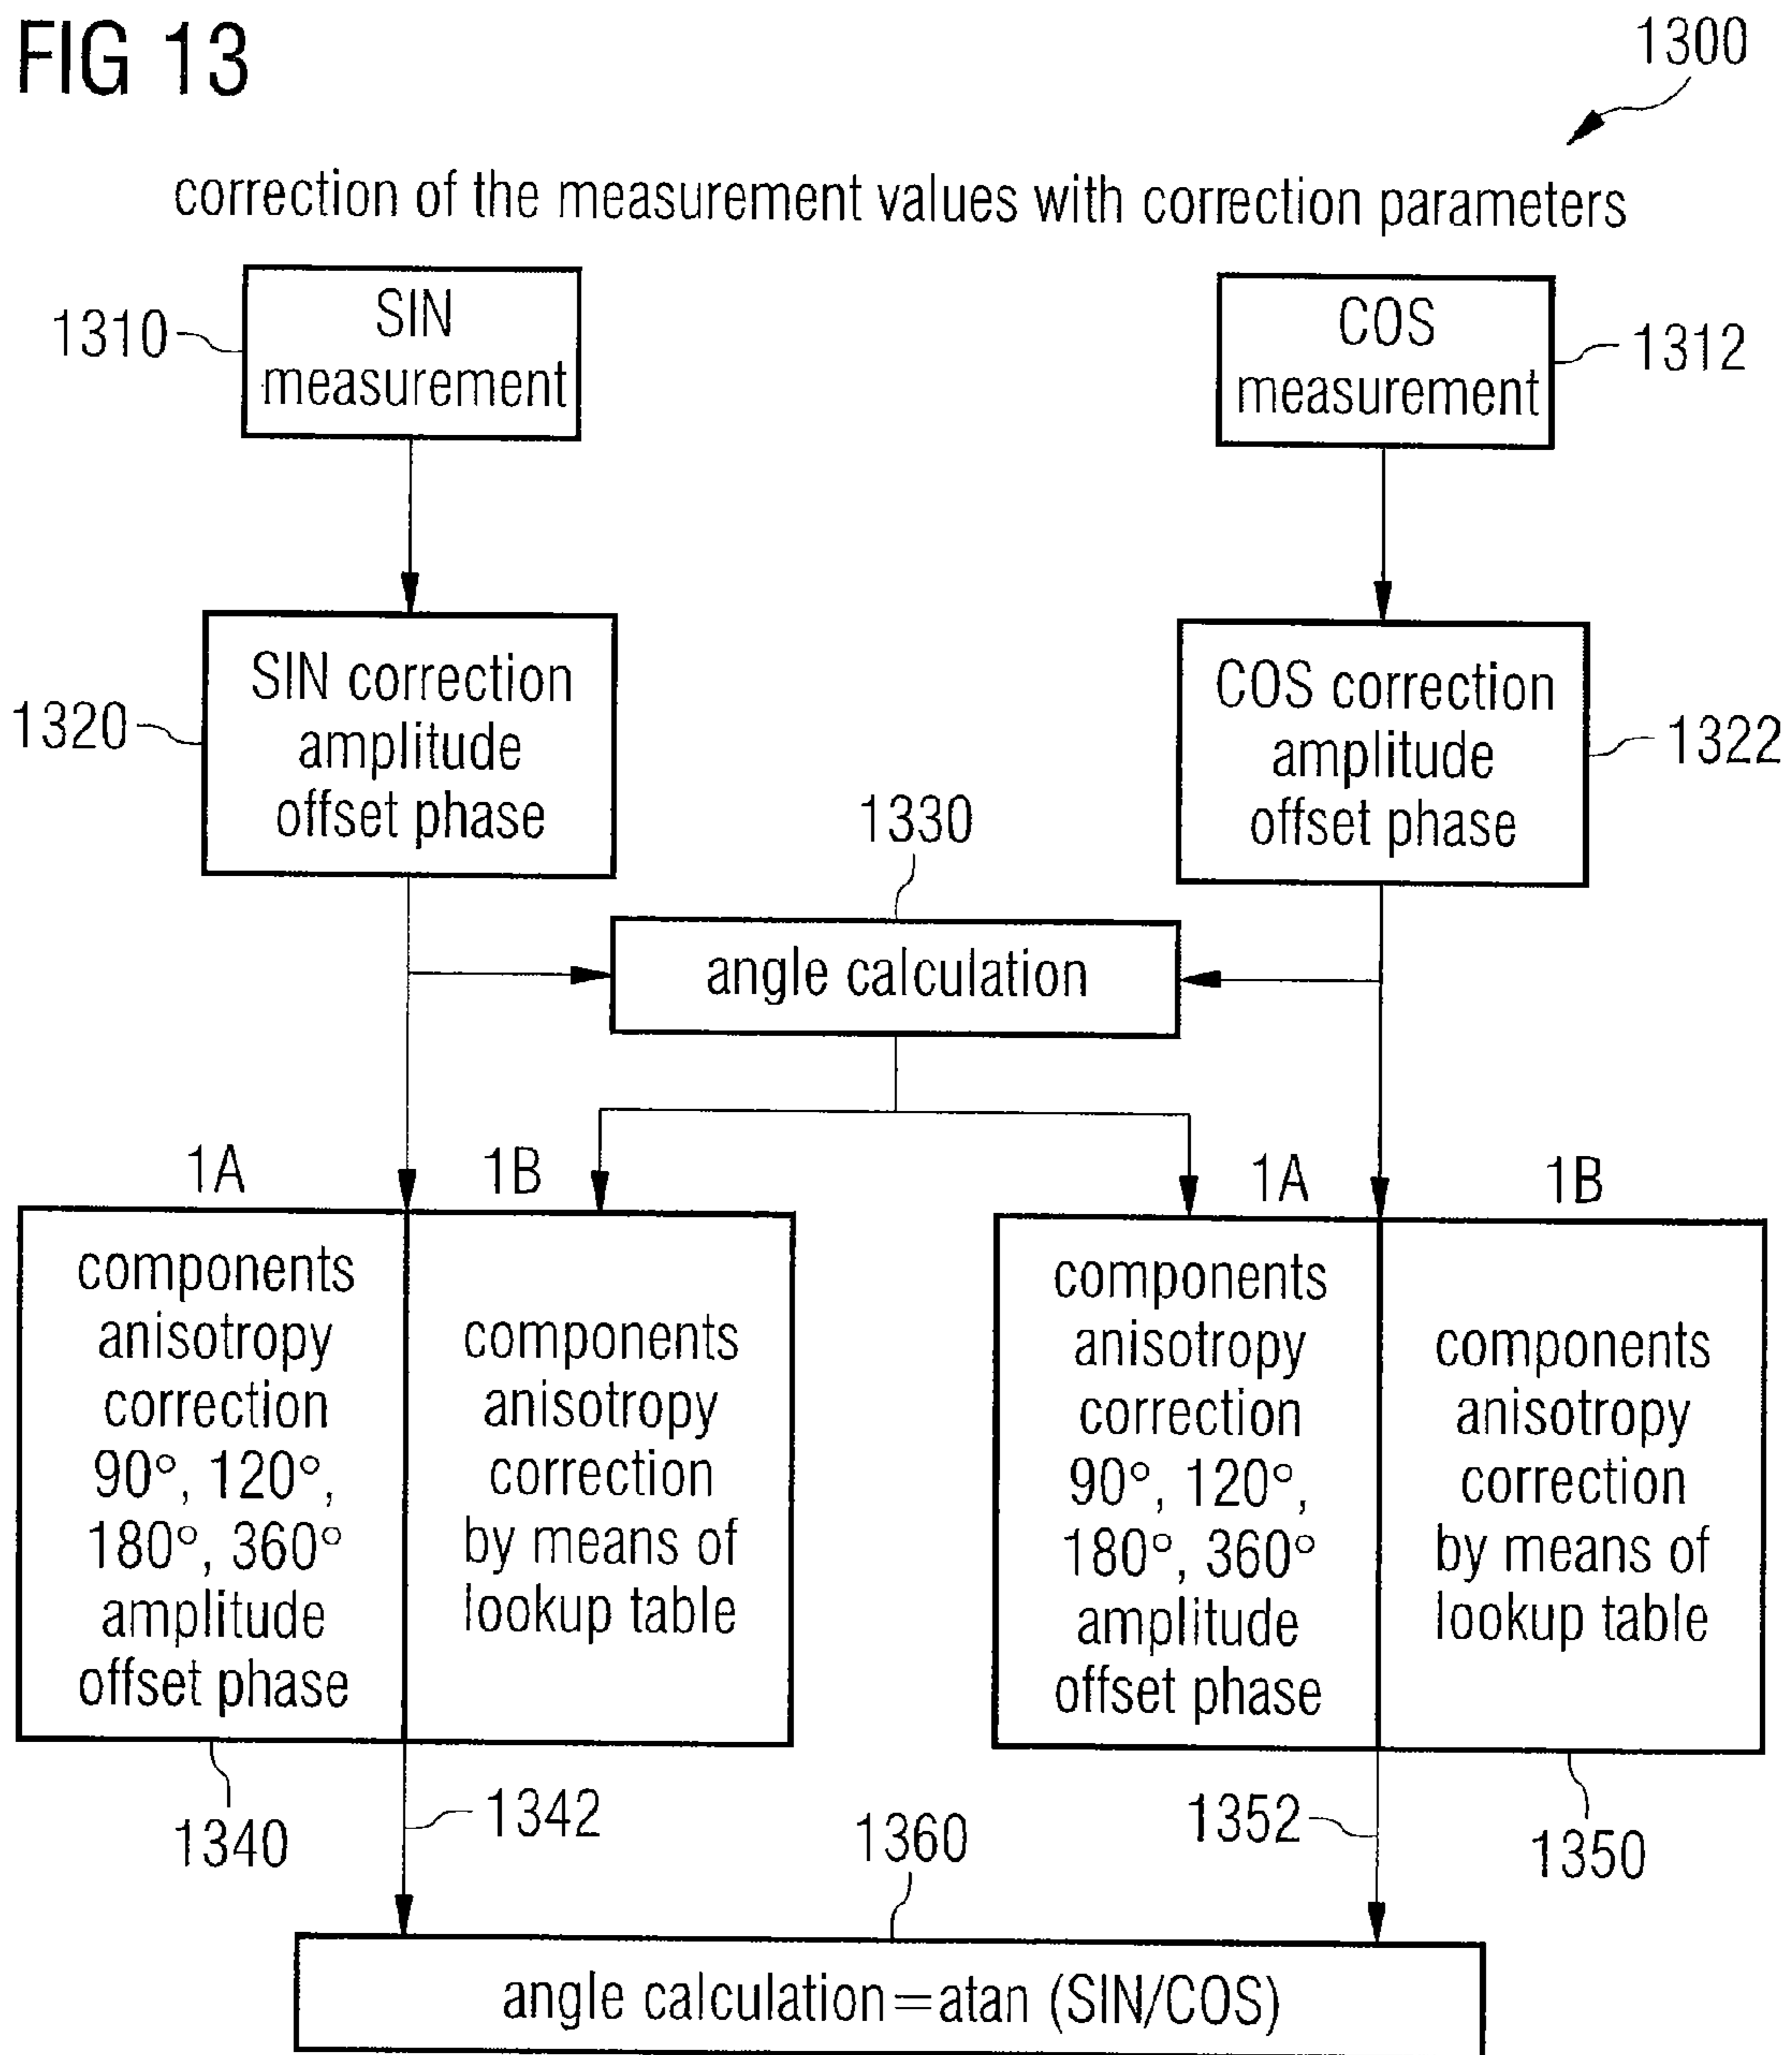 FIG 13
1300
correction of the measurement values with correction parameters
1310
SIN
measurement
COS
measurement
1312
1320
SIN correction
amplitude
offset phase
COS correction
amplitude
offset phase
1322
1330
angle calculation
1A
1B
1A
1B
components
anisotropy
correction
90°, 120°,
180°, 360°
amplitude
offset phase
components
anisotropy
correction
by means of
lookup table
components
anisotropy
correction
90°, 120°,
180°, 360°
amplitude
offset phase
components
anisotropy
correction
by means of
lookup table
1340
1342
1360
1352
1350
angle calculation=atan (SIN/COS)